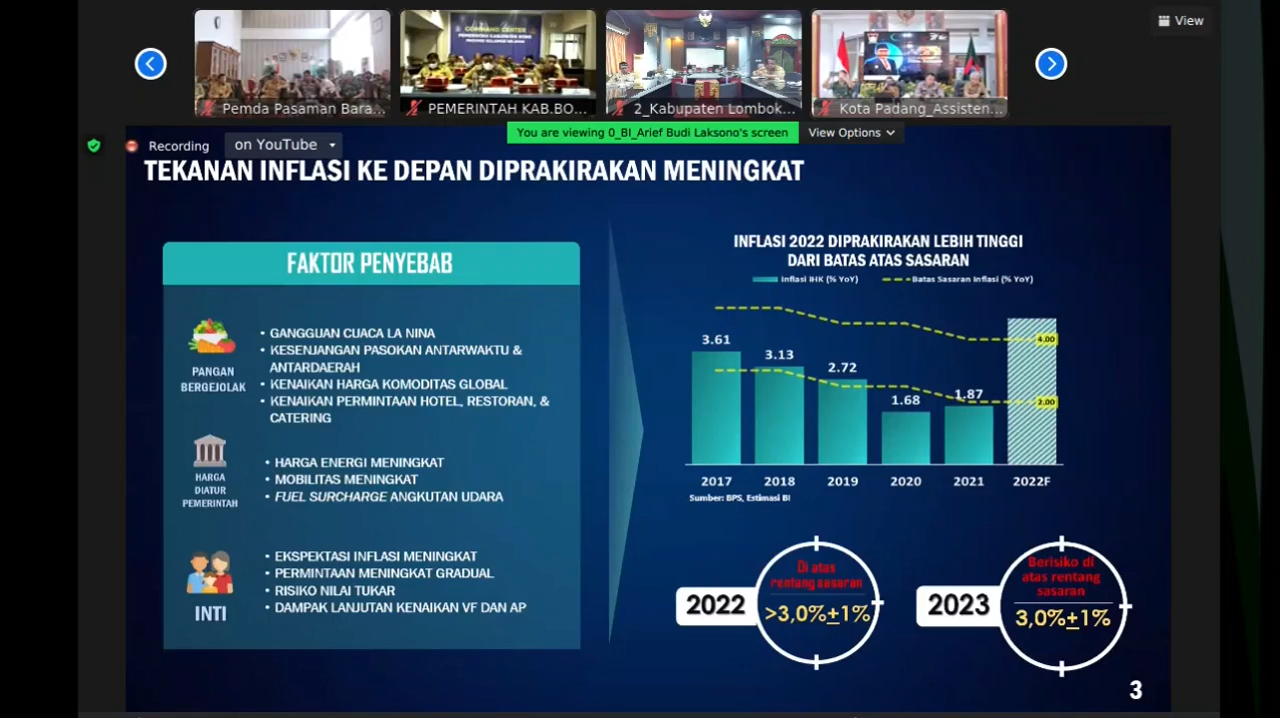 View
Pemda Pasaman Bara...
PEMERINTAH KAB.BO...
2_Kabupaten Lombok...
Kota Padang_Assisten...
COMMAND CENTER
You are viewing 0_BI_Arief Budi Laksono's screen
View Options
Recording
on YouTube
TEKANAN INFLASI KE DEPAN DIPRAKIRAKAN MENINGKAT
FAKTOR PENYEBAB
PANGAN
BERGEJOLAK
• GANGGUAN CUACA LA NINA
• KESENJANGAN PASOKAN ANTARWAKTU &
ANTARDAERAH
• KENAIKAN HARGA KOMODITAS GLOBAL
• KENAIKAN PERMINTAAN HOTEL, RESTORAN, &
CATERING
HARGA
DIATUR
PEMERINTAH
• HARGA ENERGI MENINGKAT
• MOBILITAS MENINGKAT
• FUEL SURCHARGE ANGKUTAN UDARA
INTI
• EKSPEKTASI INFLASI MENINGKAT
• PERMINTAAN MENINGKAT GRADUAL
• RISIKO NILAI TUKAR
• DAMPAK LANJUTAN KENAIKAN VF DAN AP
INFLASI 2022 DIPRAKIRAKAN LEBIH TINGGI
DARI BATAS ATAS SASARAN
Inflasi IHK (% YoY)
Batas Sasaran Inflasi (% YoY)
3.61
3.13
2.72
1.68
1.87
4.00
2.00
2017 2018 2019 2020 2021 2022F
Sumber: BPS, Estimasi BI
2022
Di atas
rentang sasaran
>3,0%±1%
2023
Berisiko di
atas rentang
sasaran
3,0%±1%
3